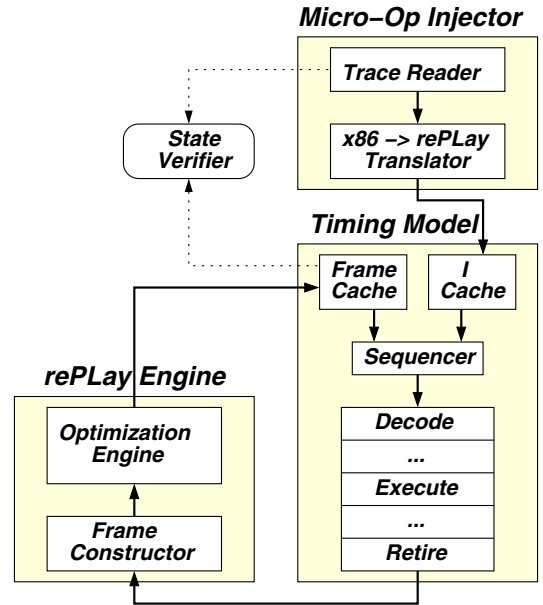 Micro-Op Injector
Trace Reader
x86 -> rePLay
Translator
State
Verifier
Timing Model
Frame
Cache
I
Cache
Sequencer
Decode
...
Execute
...
Retire
rePLay Engine
Optimization
Engine
Frame
Constructor